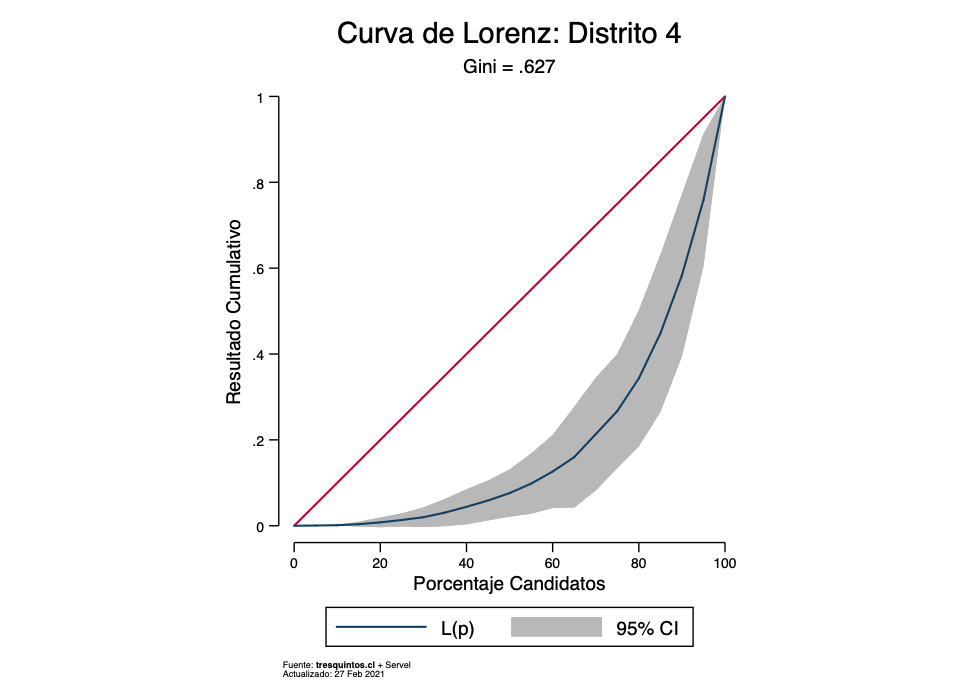 Curva de Lorenz: Distrito 4
Gini = .627
Resultado Cumulativo
1
.8
.6
.4
.2
0
0 20 40 60 80 100
Porcentaje Candidatos
L(p) 95% CI
Fuente: tresquintos.cl + Servel
Actualizado: 27 Feb 2021